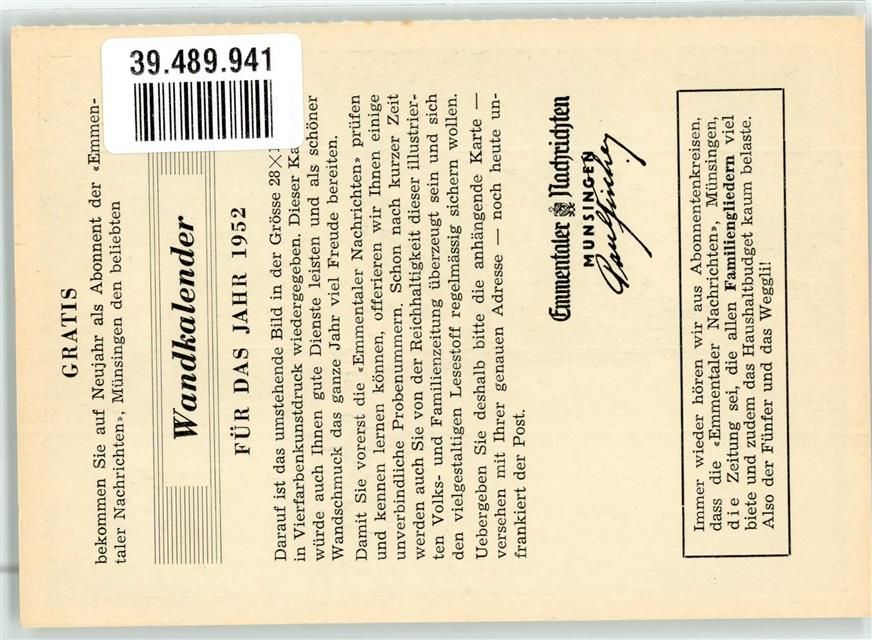 39.489.941
GRATIS
bekommen Sie auf Neujahr als Abonnent der «Emmen-
taler Nachrichten», Münsingen den beliebten
Wandkalender
FÜR DAS JAHR 1952
Darauf ist das umstehende Bild in der Grösse 28×1
in Vierfarbenkunstdruck wiedergegeben. Dieser Ka
würde auch Ihnen gute Dienste leisten und als schöner
Wandschmuck das ganze Jahr viel Freude bereiten.
Damit Sie vorerst die «Emmentaler Nachrichten» prüfen
und kennen lernen können, offerieren wir Ihnen einige
unverbindliche Probenummern. Schon nach kurzer Zeit
werden auch Sie von der Reichhaltigkeit dieser illustrier-
ten Volks- und Familienzeitung überzeugt sein und sich
den vielgestaltigen Lesestoff regelmässig sichern wollen.
Uebergeben Sie deshalb bitte die anhängende Karte —
versehen mit Ihrer genauen Adresse — noch heute un-
frankiert der Post.
Emmentaler Nachrichten
MÜNSINGEN
Paul Fischer
Immer wieder hören wir aus Abonnentenkreisen,
dass die «Emmentaler Nachrichten», Münsingen,
die Zeitung sei, die allen Familiengliedern viel
biete und zudem das Haushaltbudget kaum belaste.
Also der Fünfer und das Weggli!